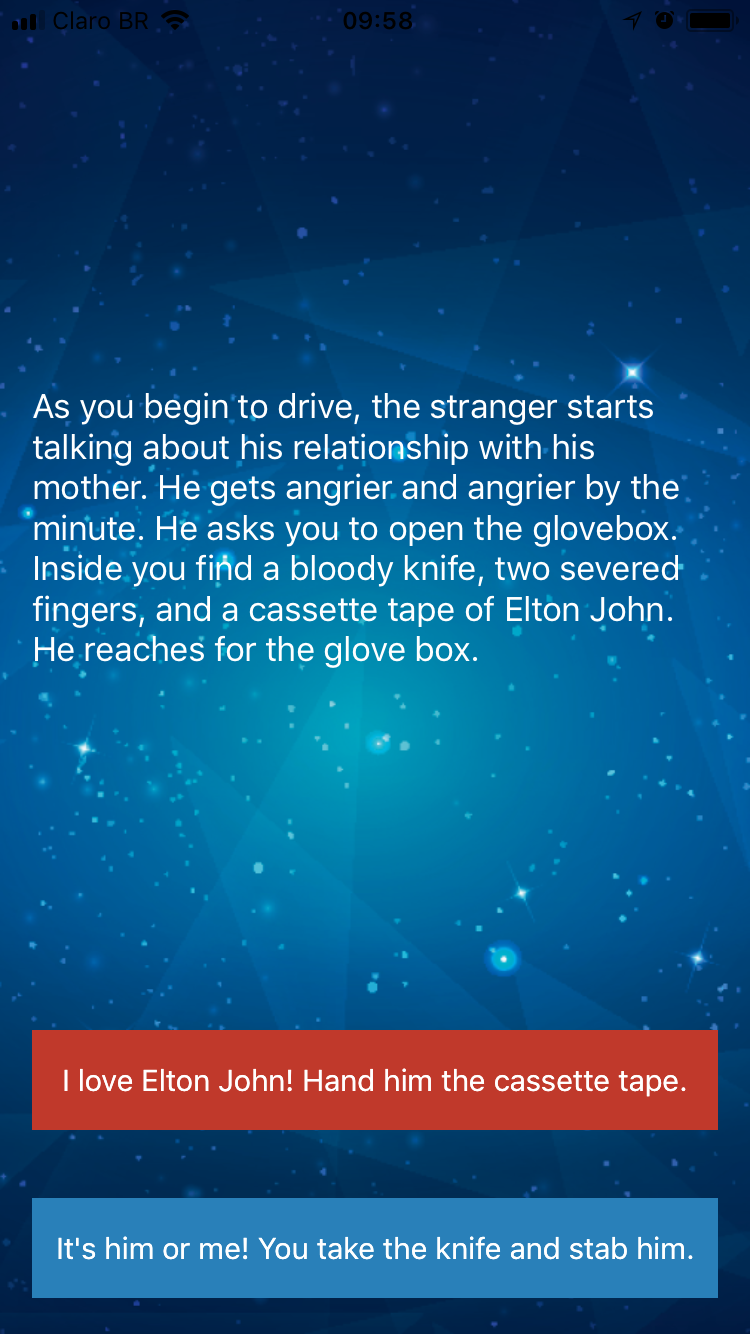 Claro BR 09:58
As you begin to drive, the stranger starts
talking about his relationship with his
mother. He gets angrier and angrier by the
minute. He asks you to open the glovebox.
Inside you find a bloody knife, two severed
fingers, and a cassette tape of Elton John.
He reaches for the glove box.
I love Elton John! Hand him the cassette tape.
It's him or me! You take the knife and stab him.